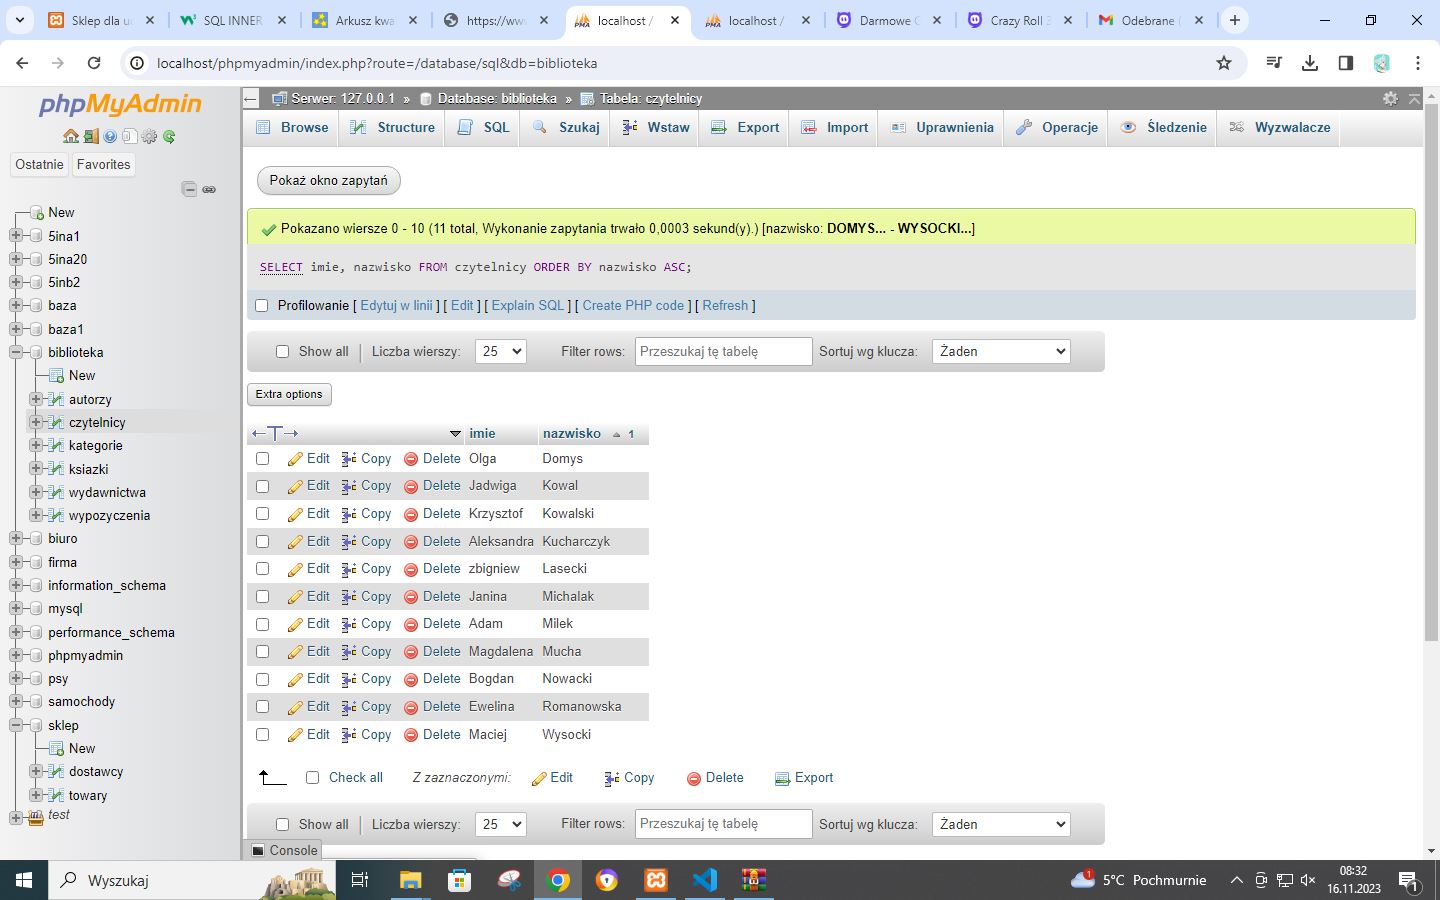 Sklep dla uc
SQL INNER
Arkusz kwa
https://www
localhost /
localhost /
Darmowe G
Crazy Roll 3
Odebrane (
localhost/phpmyadmin/index.php?route=/database/sql&db=biblioteka
phpMyAdmin
Ostatnie Favorites
New
5ina1
5ina20
5inb2
baza
baza1
biblioteka
New
autorzy
czytelnicy
kategorie
ksiazki
wydawnictwa
wypozyczenia
biuro
firma
information_schema
mysql
performance_schema
phpmyadmin
psy
samochody
sklep
New
dostawcy
towary
test
Serwer: 127.0.0.1 » Database: biblioteka » Tabela: czytelnicy
Browse Structure SQL Szukaj Wstaw Export Import Uprawnienia Operacje Śledzenie Wyzwalacze
Pokaż okno zapytań
Pokazano wiersze 0 - 10 (11 total, Wykonanie zapytania trwało 0,0003 sekund(y).) [nazwisko: DOMYS... - WYSOCKI...]
SELECT imie, nazwisko FROM czytelnicy ORDER BY nazwisko ASC;
Profilowanie [ Edytuj w linii ] [ Edit ] [ Explain SQL ] [ Create PHP code ] [ Refresh ]
Show all Liczba wierszy: 25 Filter rows: Przeszukaj tę tabelę Sortuj wg klucza: Żaden
Extra options
←T→ imie nazwisko 1
Edit Copy Delete Olga Domys
Edit Copy Delete Jadwiga Kowal
Edit Copy Delete Krzysztof Kowalski
Edit Copy Delete Aleksandra Kucharczyk
Edit Copy Delete zbigniew Lasecki
Edit Copy Delete Janina Michalak
Edit Copy Delete Adam Milek
Edit Copy Delete Magdalena Mucha
Edit Copy Delete Bogdan Nowacki
Edit Copy Delete Ewelina Romanowska
Edit Copy Delete Maciej Wysocki
Check all Z zaznaczonymi: Edit Copy Delete Export
Show all Liczba wierszy: 25 Filter rows: Przeszukaj tę tabelę Sortuj wg klucza: Żaden
Console
Wyszukaj
1
5°C Pochmurnie
08:32
16.11.2023
1